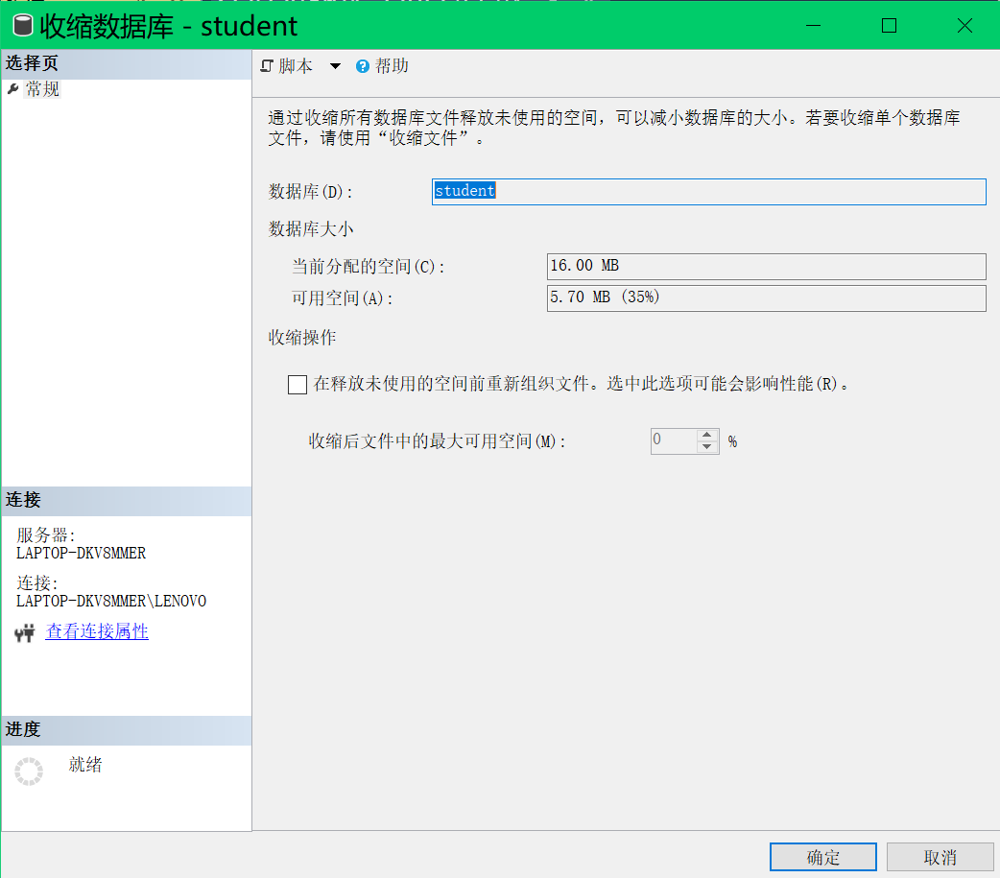 收缩数据库 - student
选择页
常规
脚本
帮助
通过收缩所有数据库文件释放未使用的空间，可以减小数据库的大小。若要收缩单个数据库
文件，请使用“收缩文件”。
数据库(D):
student
数据库大小
当前分配的空间(C):
16.00 MB
可用空间(A):
5.70 MB (35%)
收缩操作
在释放未使用的空间前重新组织文件。选中此选项可能会影响性能(R)。
收缩后文件中的最大可用空间(M):
0
%
连接
服务器:
LAPTOP-DKV8MMER
连接:
LAPTOP-DKV8MMER\LENOVO
查看连接属性
进度
就绪
确定
取消